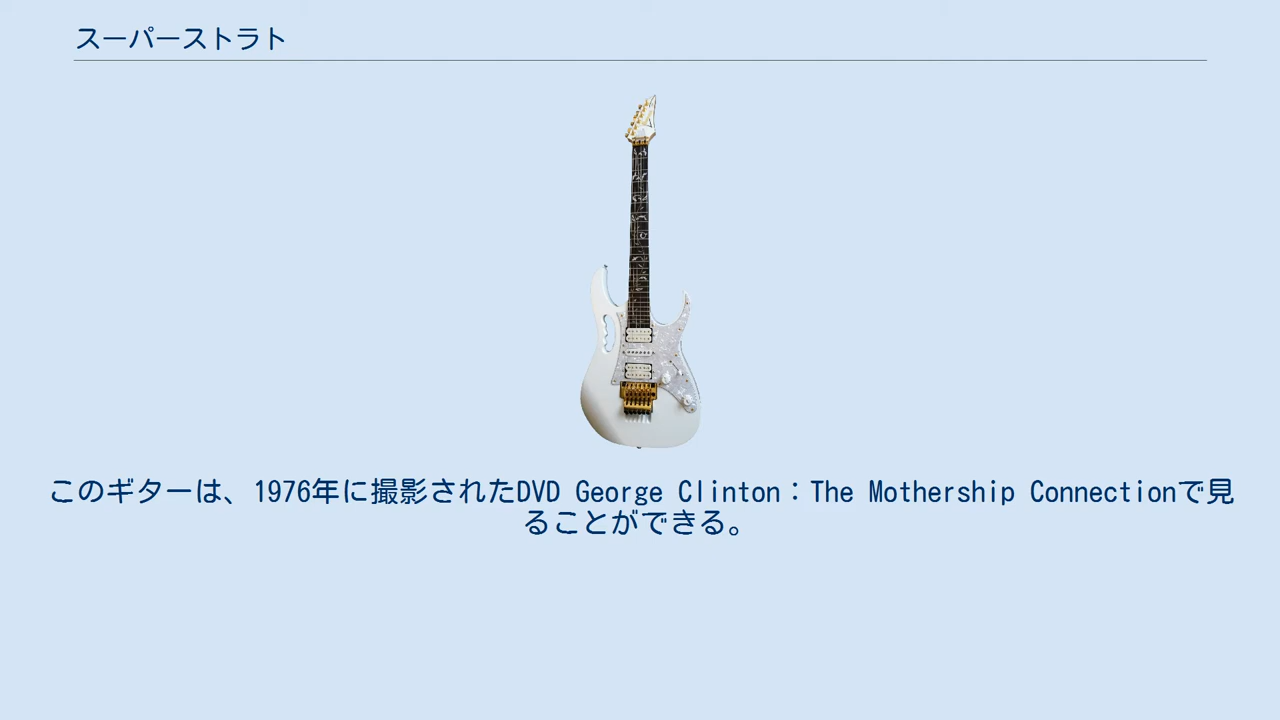 スーパーストラト
このギターは、1976年に撮影されたDVD George Clinton：The Mothership Connectionで見
ることができる。